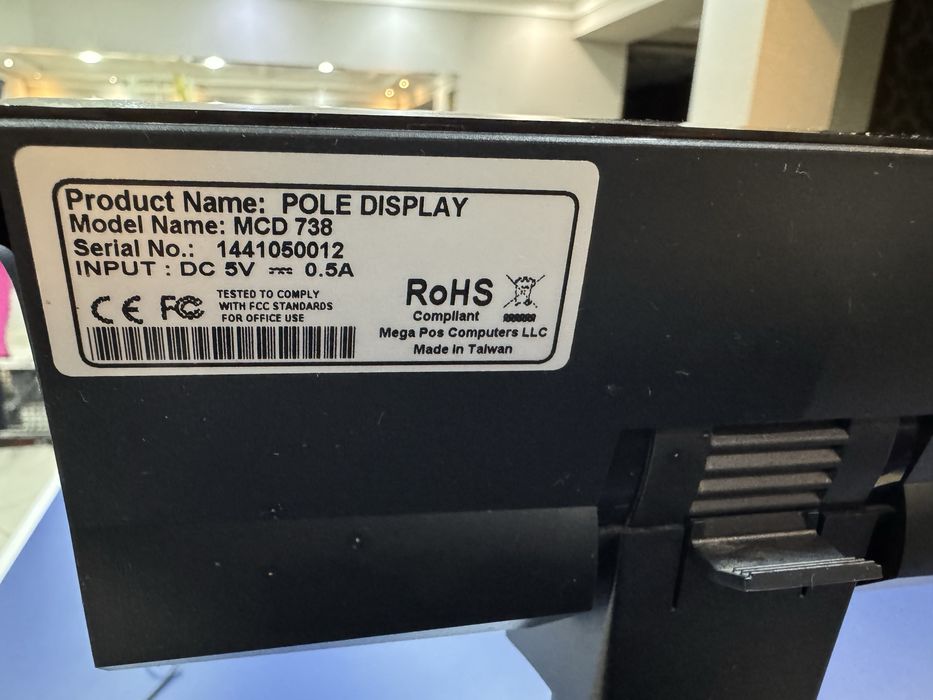 Product Name: POLE DISPLAY
Model Name: MCD 738
Serial No.: 1441050012
INPUT : DC 5V ⎓ 0.5A
CE FC
TESTED TO COMPLY
WITH FCC STANDARDS
FOR OFFICE USE
RoHS
Compliant
Mega Pos Computers LLC
Made In Taiwan